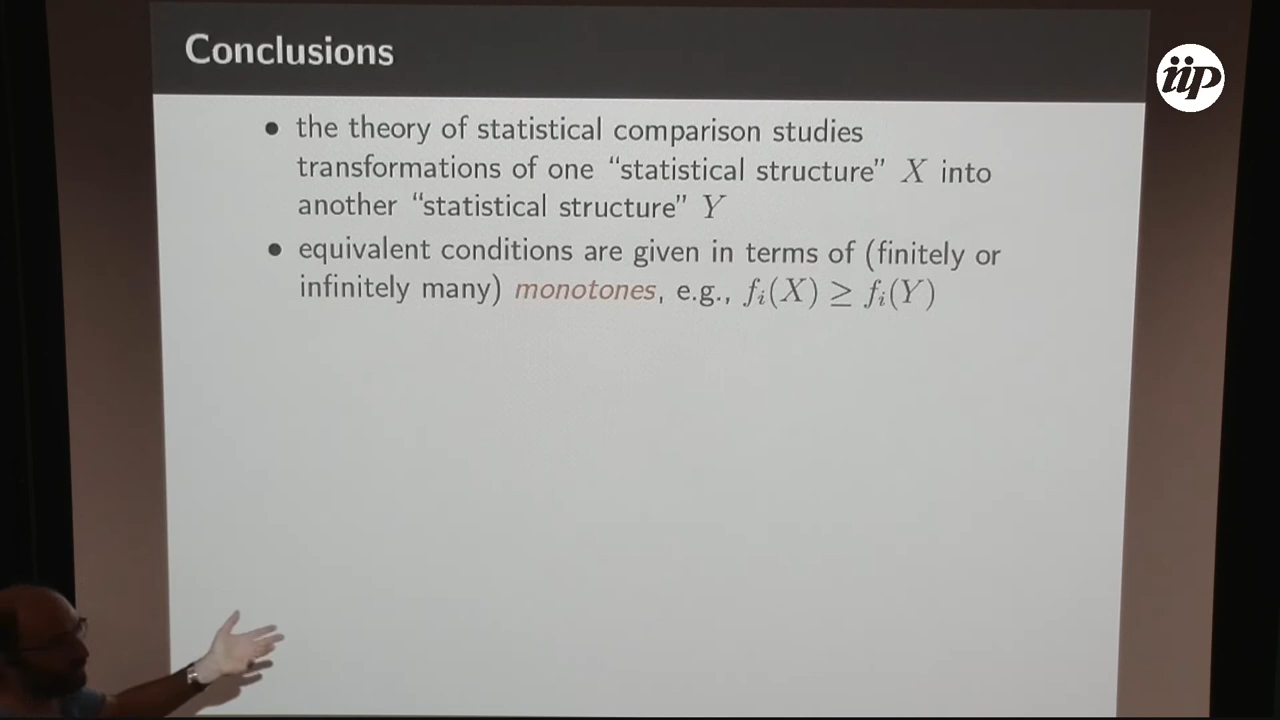 Conclusions
iip
• the theory of statistical comparison studies
transformations of one “statistical structure” X into
another “statistical structure” Y
• equivalent conditions are given in terms of (finitely or
infinitely many) monotones, e.g., fᵢ(X) ≥ fᵢ(Y)